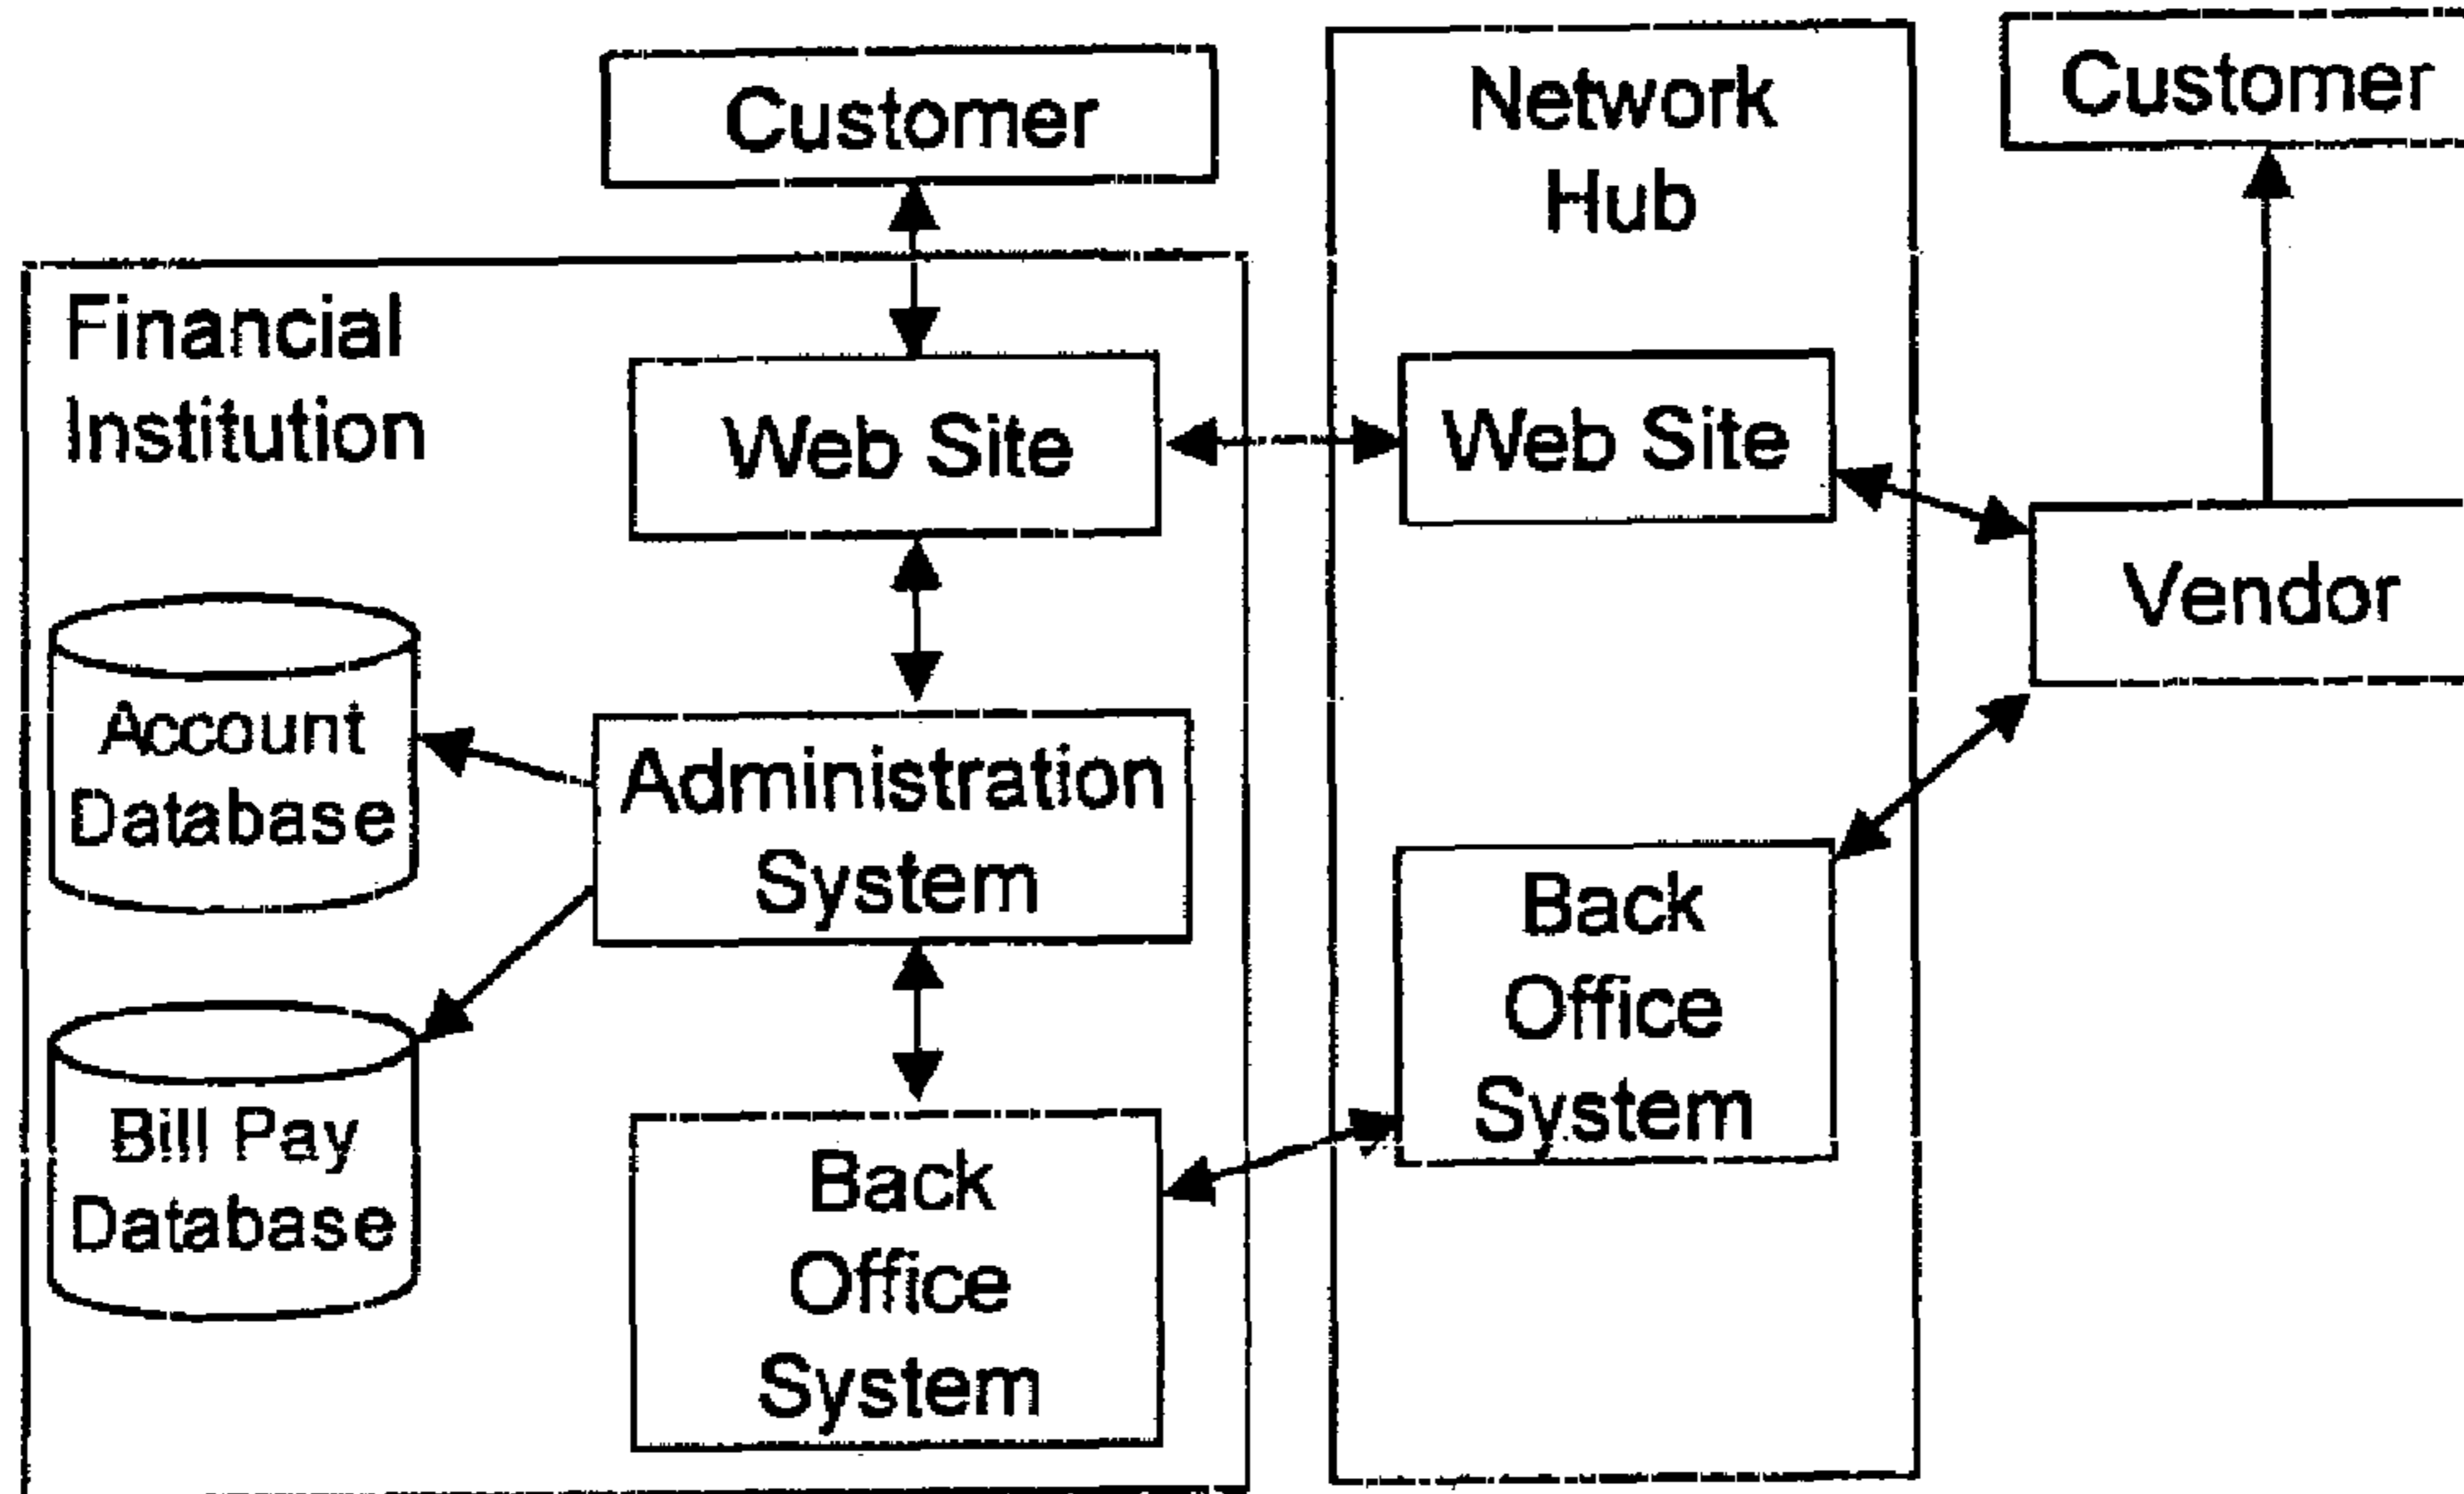 Customer
Network
Hub
Customer
Financial
Institution
Web Site
Web Site
Vendor
Account
Database
Administration
System
Back
Office
System
Bill Pay
Database
Back
Office
System